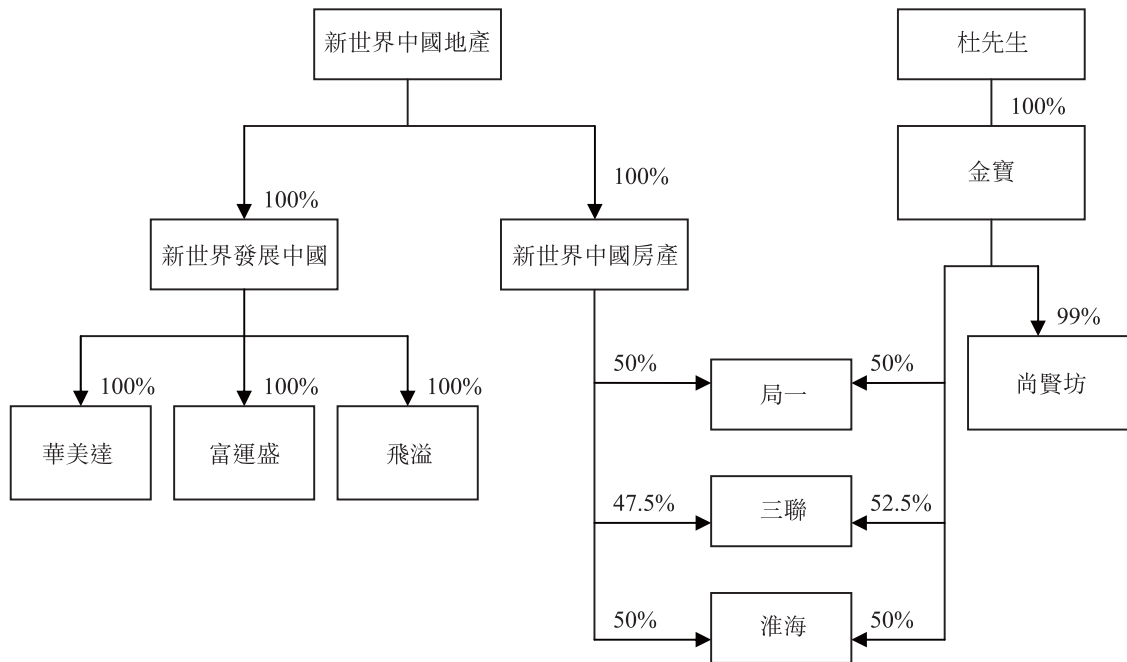 新世界中國地產
杜先生
100%
金寶
100%
100%
新世界發展中國
新世界中國房產
99%
尚賢坊
100%
100%
100%
華美達
富運盛
飛溢
50%
局一
50%
47.5%
三聯
52.5%
50%
淮海
50%